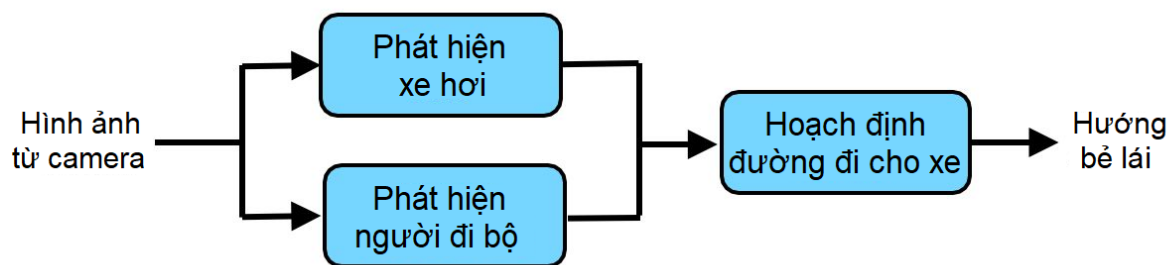 Hình ảnh
từ camera
Phát hiện
xe hơi
Phát hiện
người đi bộ
Hoạch định
đường đi cho xe
Hướng
bẻ lái